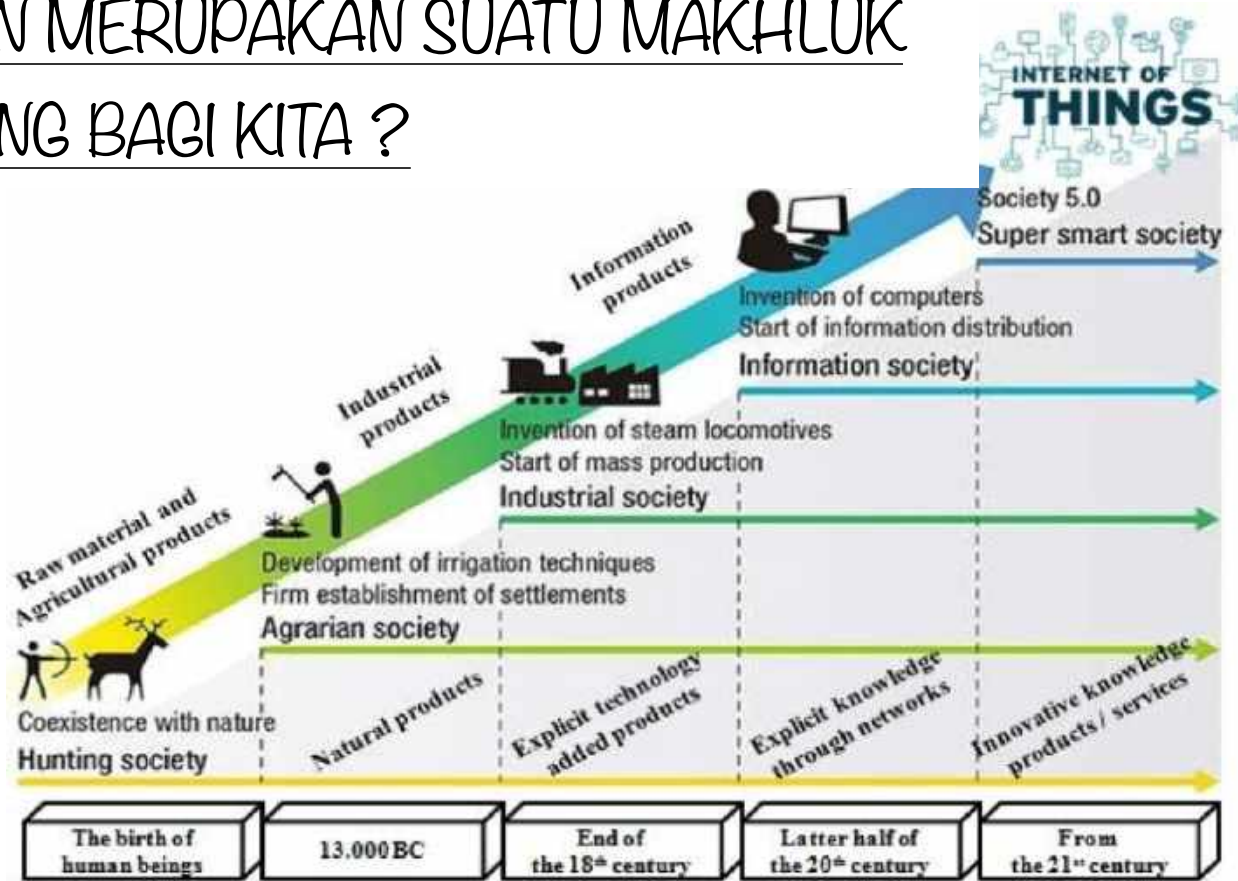 N MERUPAKAN SUATU MAKHLUK
NG BAGI KITA ?
INTERNET OF
THINGS
Society 5.0
Super smart society
Information
products
Invention of computers
Start of information distribution
Information society
Industrial
products
Invention of steam locomotives
Start of mass production
Industrial society
Raw material and
Agricultural products
Development of irrigation techniques
Firm establishment of settlements
Agrarian society
Coexistence with nature
Hunting society
Natural products
Explicit technology
added products
Explicit knowledge
through networks
Innovative knowledge
products / services
The birth of
human beings
13.000 BC
End of
the 18th century
Latter half of
the 20th century
From
the 21st century